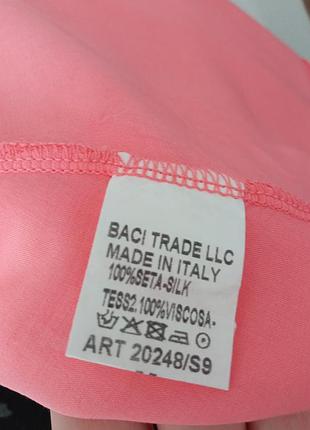 BACI TRADE LLC
MADE IN ITALY
100%SETA-SILK
TESS2.100%VISCOSA-
ART 20248/S9